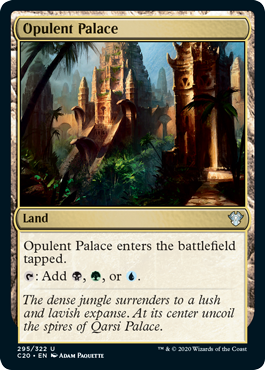 Opulent Palace
Land
Opulent Palace enters the battlefield
tapped.
: Add , , or .
The dense jungle surrenders to a lush
and lavish expanse. At its center uncoil
the spires of Qarsi Palace.
295/322 U
C20 • EN Adam Paquette
™ & © 2020 Wizards of the Coast